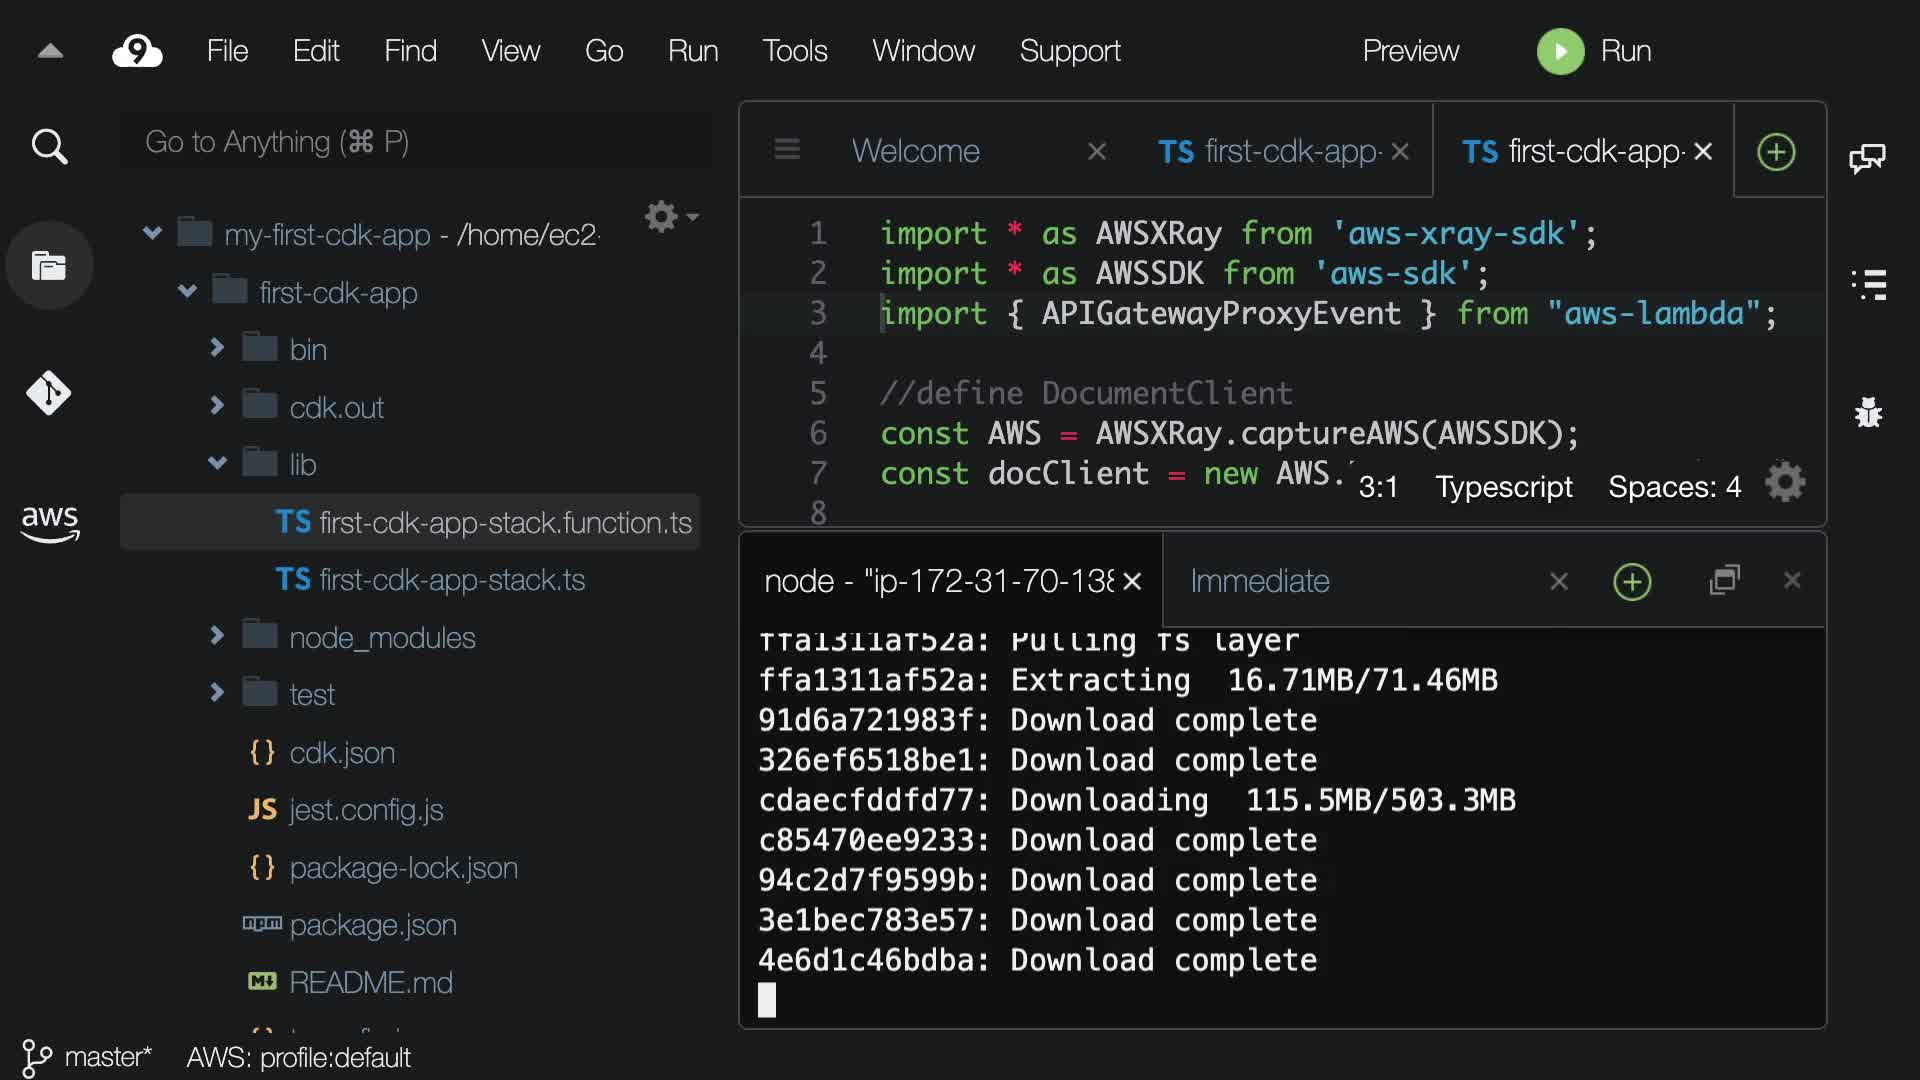 9 File Edit Find View Go Run Tools Window Support Preview Run
Go to Anything (⌘ P)
my-first-cdk-app - /home/ec2-
first-cdk-app
bin
cdk.out
lib
TS first-cdk-app-stack.function.ts
TS first-cdk-app-stack.ts
node_modules
test
{} cdk.json
JS jest.config.js
{} package-lock.json
npm package.json
M↓ README.md
aws
master* AWS: profile:default
Welcome × TS first-cdk-app- × TS first-cdk-app- ×
1 import * as AWSXRay from 'aws-xray-sdk';
2 import * as AWSSDK from 'aws-sdk';
3 import { APIGatewayProxyEvent } from "aws-lambda";
4
5 //define DocumentClient
6 const AWS = AWSXRay.captureAWS(AWSSDK);
7 const docClient = new AWS.
8
3:1 Typescript Spaces: 4
node - "ip-172-31-70-138 × Immediate ×
ffa1311af52a: Pulling fs layer
ffa1311af52a: Extracting 16.71MB/71.46MB
91d6a721983f: Download complete
326ef6518be1: Download complete
cdaecfddfd77: Downloading 115.5MB/503.3MB
c85470ee9233: Download complete
94c2d7f9599b: Download complete
3e1bec783e57: Download complete
4e6d1c46bdba: Download complete